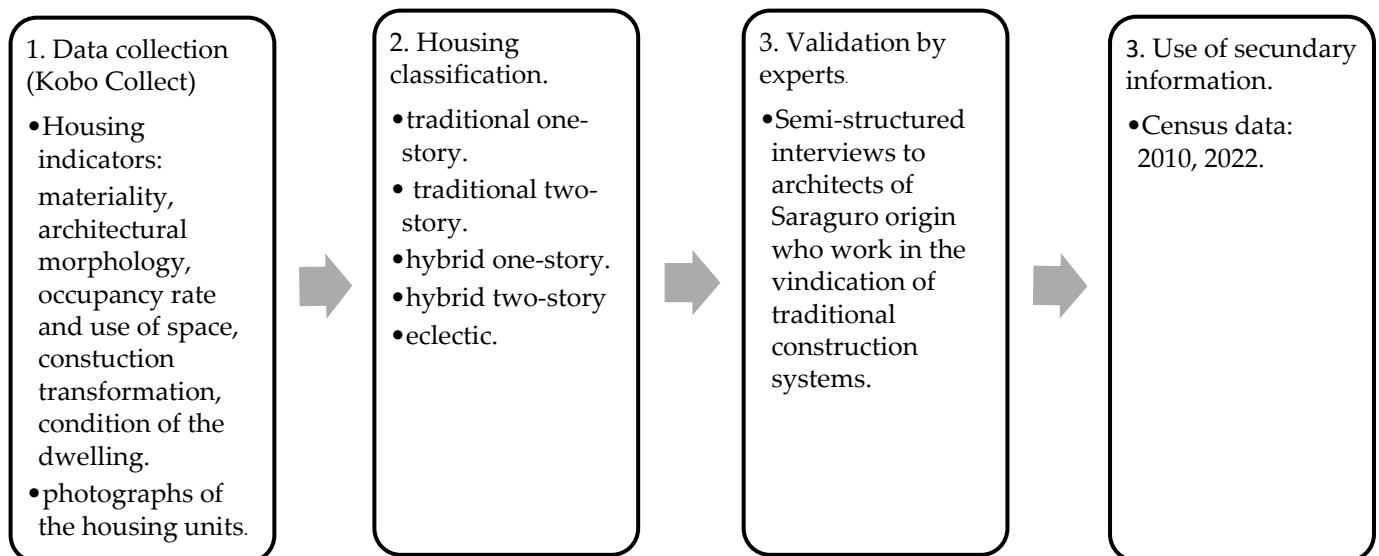 1. Data collection
(Kobo Collect)
•Housing
indicators:
materiality,
architectural
morphology,
occupancy rate
and use of space,
constuction
transformation,
condition of the
dwelling.
•photographs of
the housing units.
2. Housing
classification.
•traditional one-
story.
• traditional two-
story.
•hybrid one-story.
•hybrid two-story
•eclectic.
3. Validation by
experts.
•Semi-structured
interviews to
architects of
Saraguro origin
who work in the
vindication of
traditional
construction
systems.
3. Use of secundary
information.
•Census data:
2010, 2022.